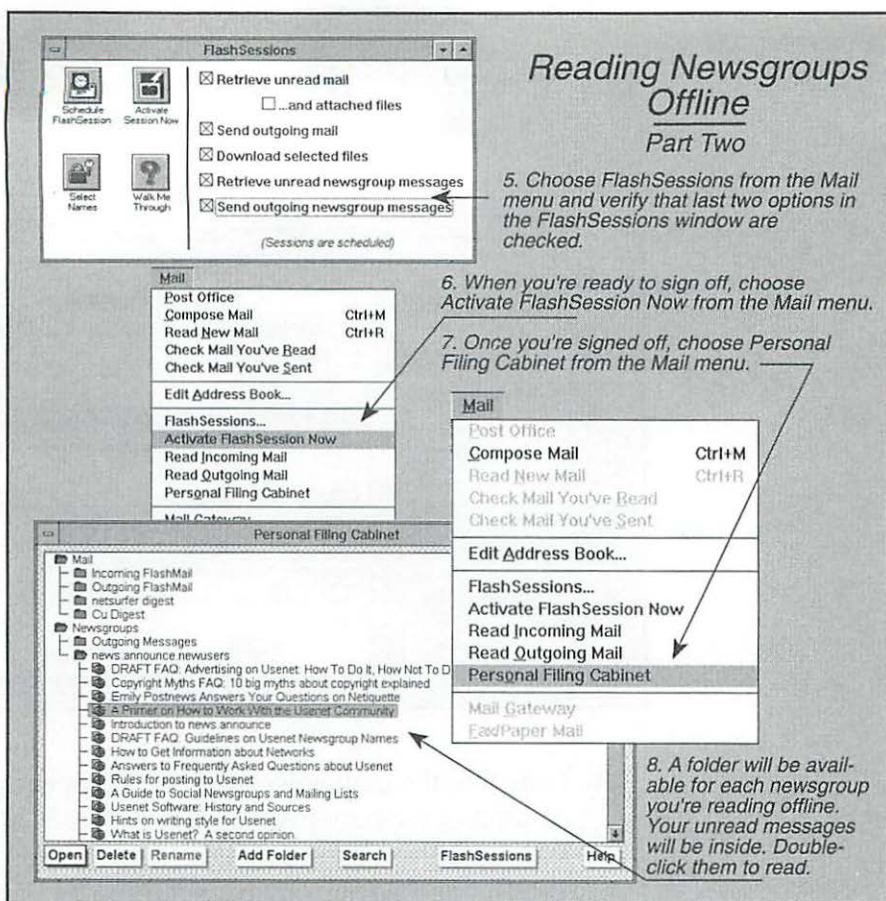 FlashSessions
Schedule
FlashSession
Activate
Session Now
Select
Names
Walk Me
Through
Retrieve unread mail
...and attached files
Send outgoing mail
Download selected files
Retrieve unread newsgroup messages
Send outgoing newsgroup messages
(Sessions are scheduled)
Reading Newsgroups
Offline
Part Two
5. Choose FlashSessions from the Mail
menu and verify that last two options in
the FlashSessions window are
checked.
6. When you're ready to sign off, choose
Activate FlashSession Now from the Mail menu.
7. Once you're signed off, choose Personal
Filing Cabinet from the Mail menu.
Mail
Post Office
Compose Mail Ctrl+M
Read New Mail Ctrl+R
Check Mail You've Read
Check Mail You've Sent
Edit Address Book...
FlashSessions...
Activate FlashSession Now
Read Incoming Mail
Read Outgoing Mail
Personal Filing Cabinet
Mail Gateway
Mail
Post Office
Compose Mail Ctrl+M
Read New Mail Ctrl+R
Check Mail You've Read
Check Mail You've Sent
Edit Address Book...
FlashSessions...
Activate FlashSession Now
Read Incoming Mail
Read Outgoing Mail
Personal Filing Cabinet
Mail Gateway
Fax/Paper Mail
Personal Filing Cabinet
Mail
Incoming FlashMail
Outgoing FlashMail
netsurfer digest
Cu Digest
Newsgroups
Outgoing Messages
news announce newusers
DRAFT FAQ: Advertising on Usenet: How To Do It, How Not To D
Copyright Myths FAQ: 10 big myths about copyright explained
Emily Postnews Answers Your Questions on Netiquette
A Primer on How to Work With the Usenet Community
Introduction to news announce
DRAFT FAQ: Guidelines on Usenet Newsgroup Names
How to Get Information about Networks
Answers to Frequently Asked Questions about Usenet
Rules for posting to Usenet
A Guide to Social Newsgroups and Mailing Lists
Usenet Software: History and Sources
Hints on writing style for Usenet
What is Usenet? A second opinion
Open Delete Rename Add Folder Search FlashSessions Help
8. A folder will be avail-
able for each newsgroup
you're reading offline.
Your unread messages
will be inside. Double-
click them to read.